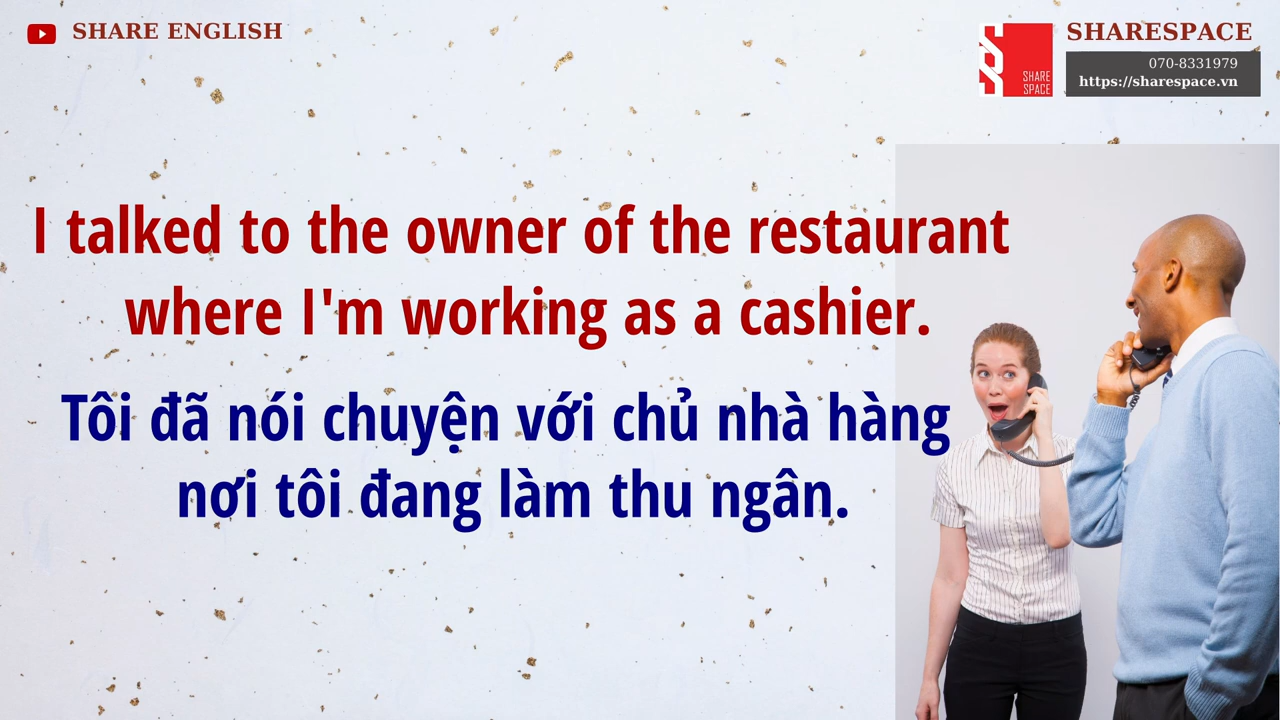 SHARE ENGLISH
SHARESPACE
SHARE
SPACE
070-8331979
https://sharespace.vn
I talked to the owner of the restaurant
where I'm working as a cashier.
Tôi đã nói chuyện với chủ nhà hàng
nơi tôi đang làm thu ngân.